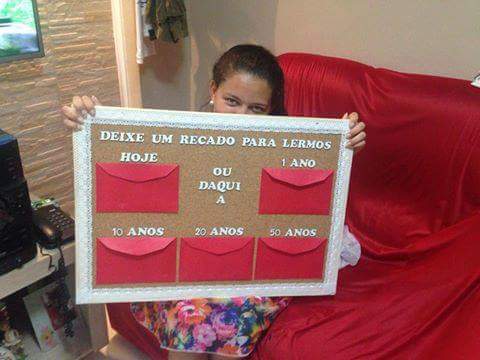 DEIXE UM RECADO PARA LERMOS
HOJE
OU
DAQUI
A
1 ANO
10 ANOS
20 ANOS
50 ANOS